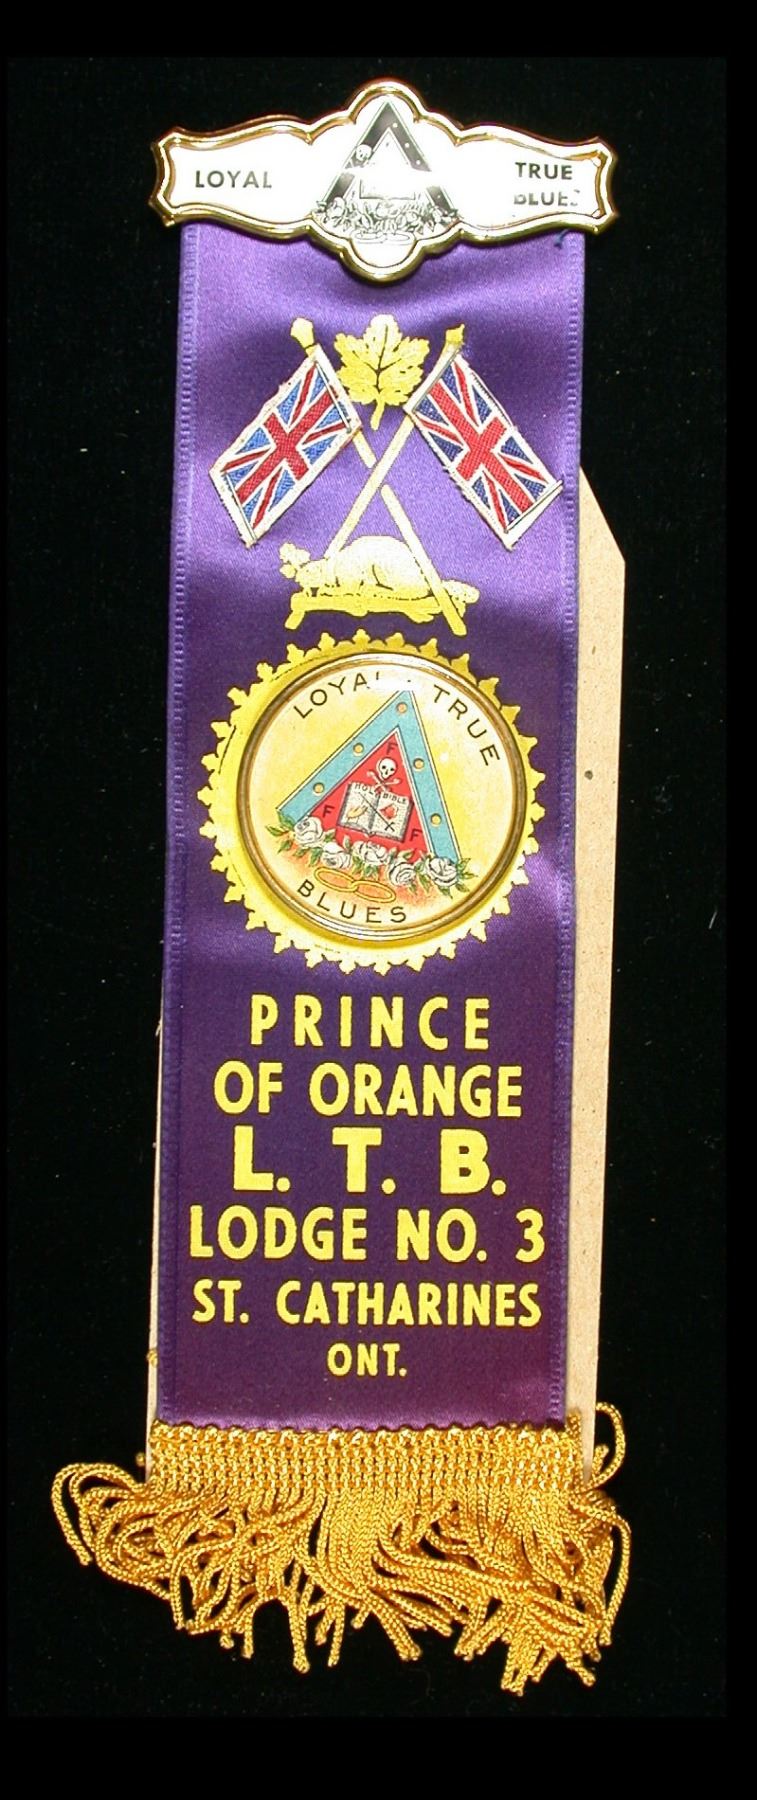 LOYAL
TRUE
BLUES
LOYAL TRUE
F
HOLY BIBLE
F F
BLUES
PRINCE
OF ORANGE
L. T. B.
LODGE NO. 3
ST. CATHARINES
ONT.